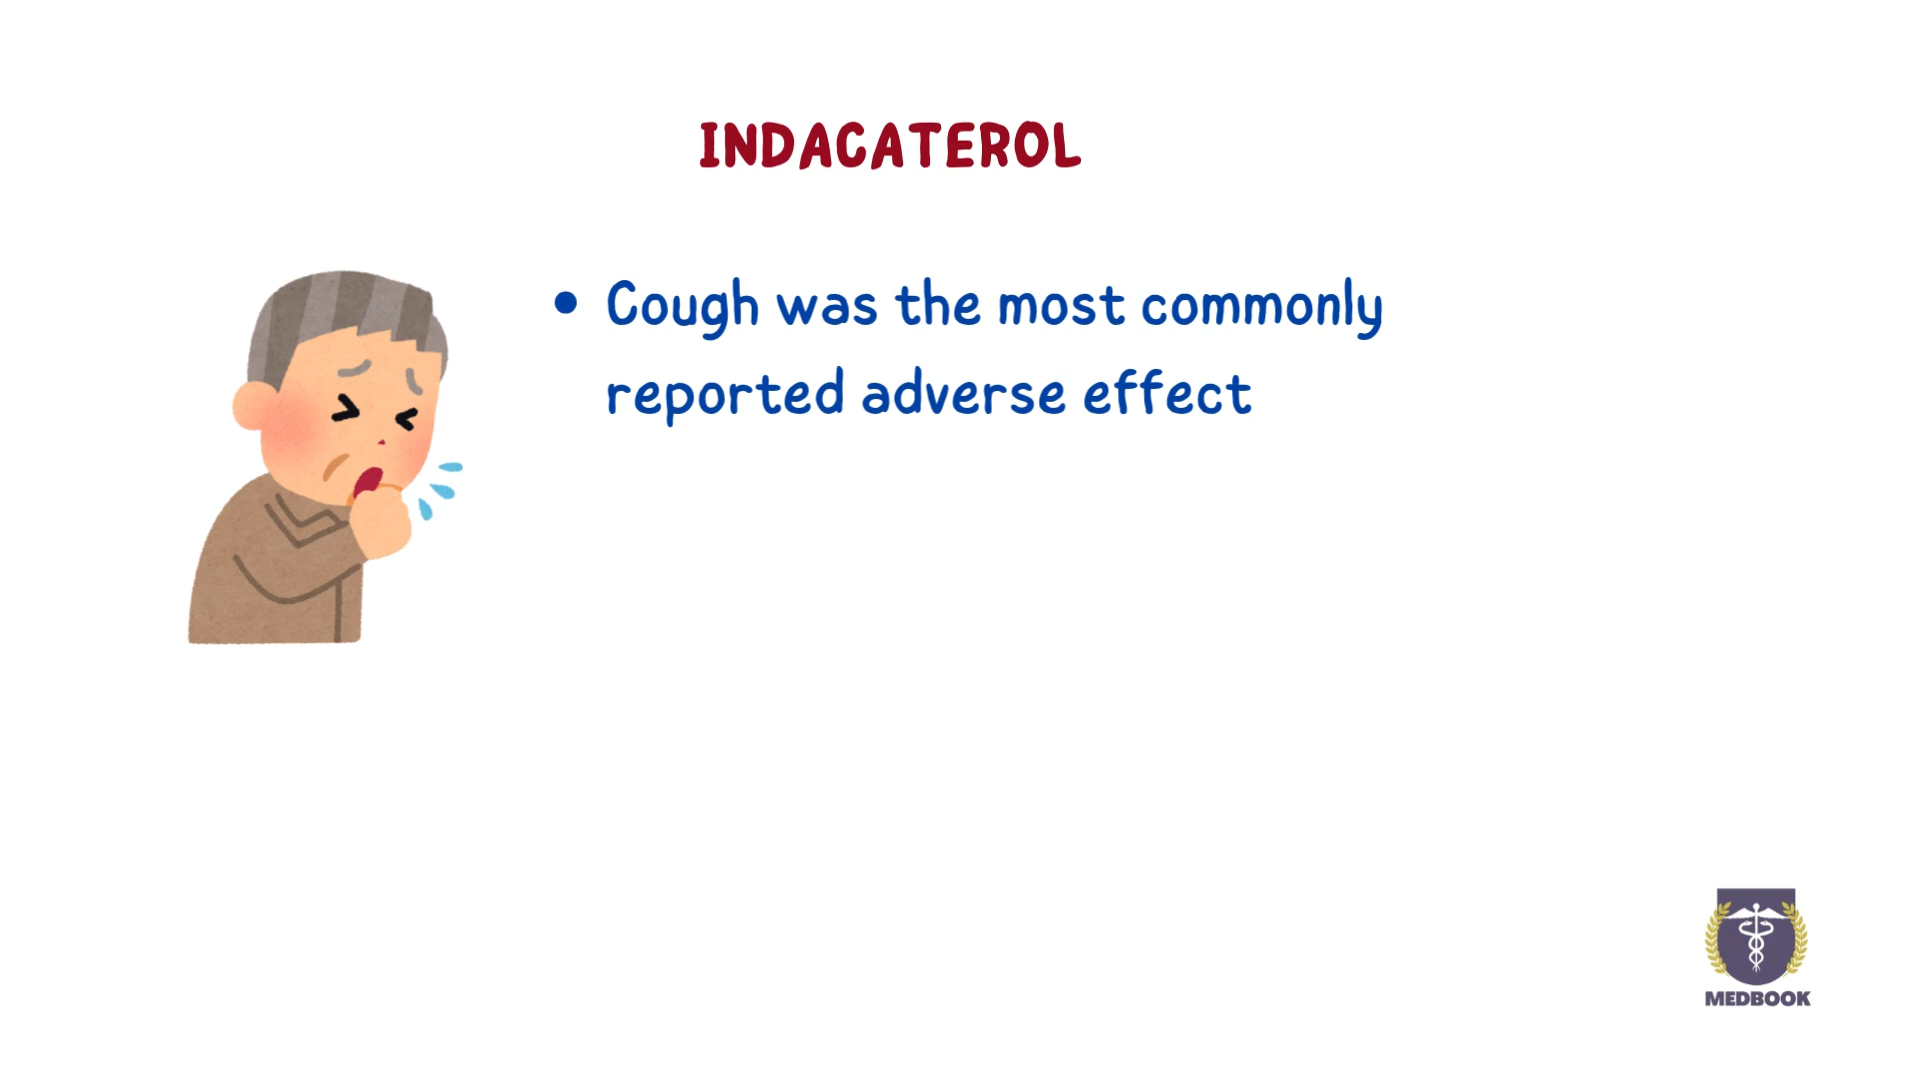 INDACATEROL
• Cough was the most commonly
reported adverse effect
MEDBOOK